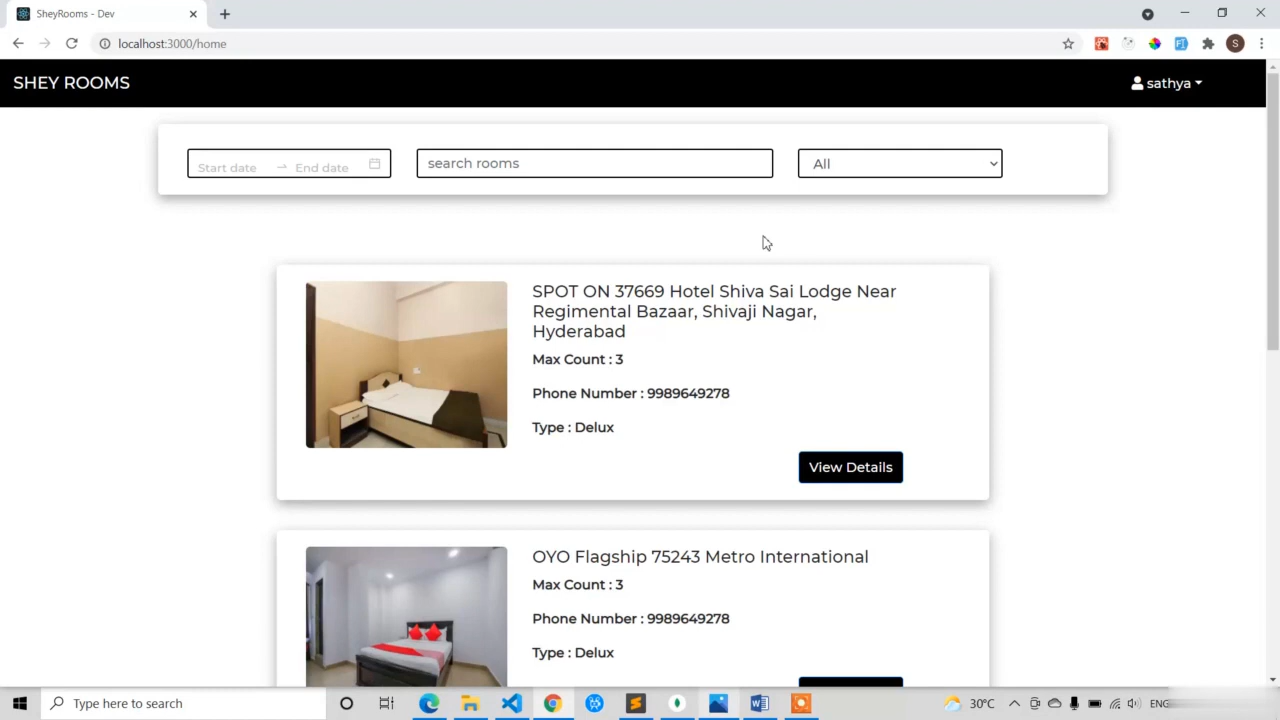 SheyRooms - Dev
localhost:3000/home
S
SHEY ROOMS
sathya
Start date
End date
search rooms
All
SPOT ON 37669 Hotel Shiva Sai Lodge Near
Regimental Bazaar, Shivaji Nagar,
Hyderabad
Max Count : 3
Phone Number : 9989649278
Type : Delux
View Details
OYO Flagship 75243 Metro International
Max Count : 3
Phone Number : 9989649278
Type : Delux
Type here to search
30°C
ENG